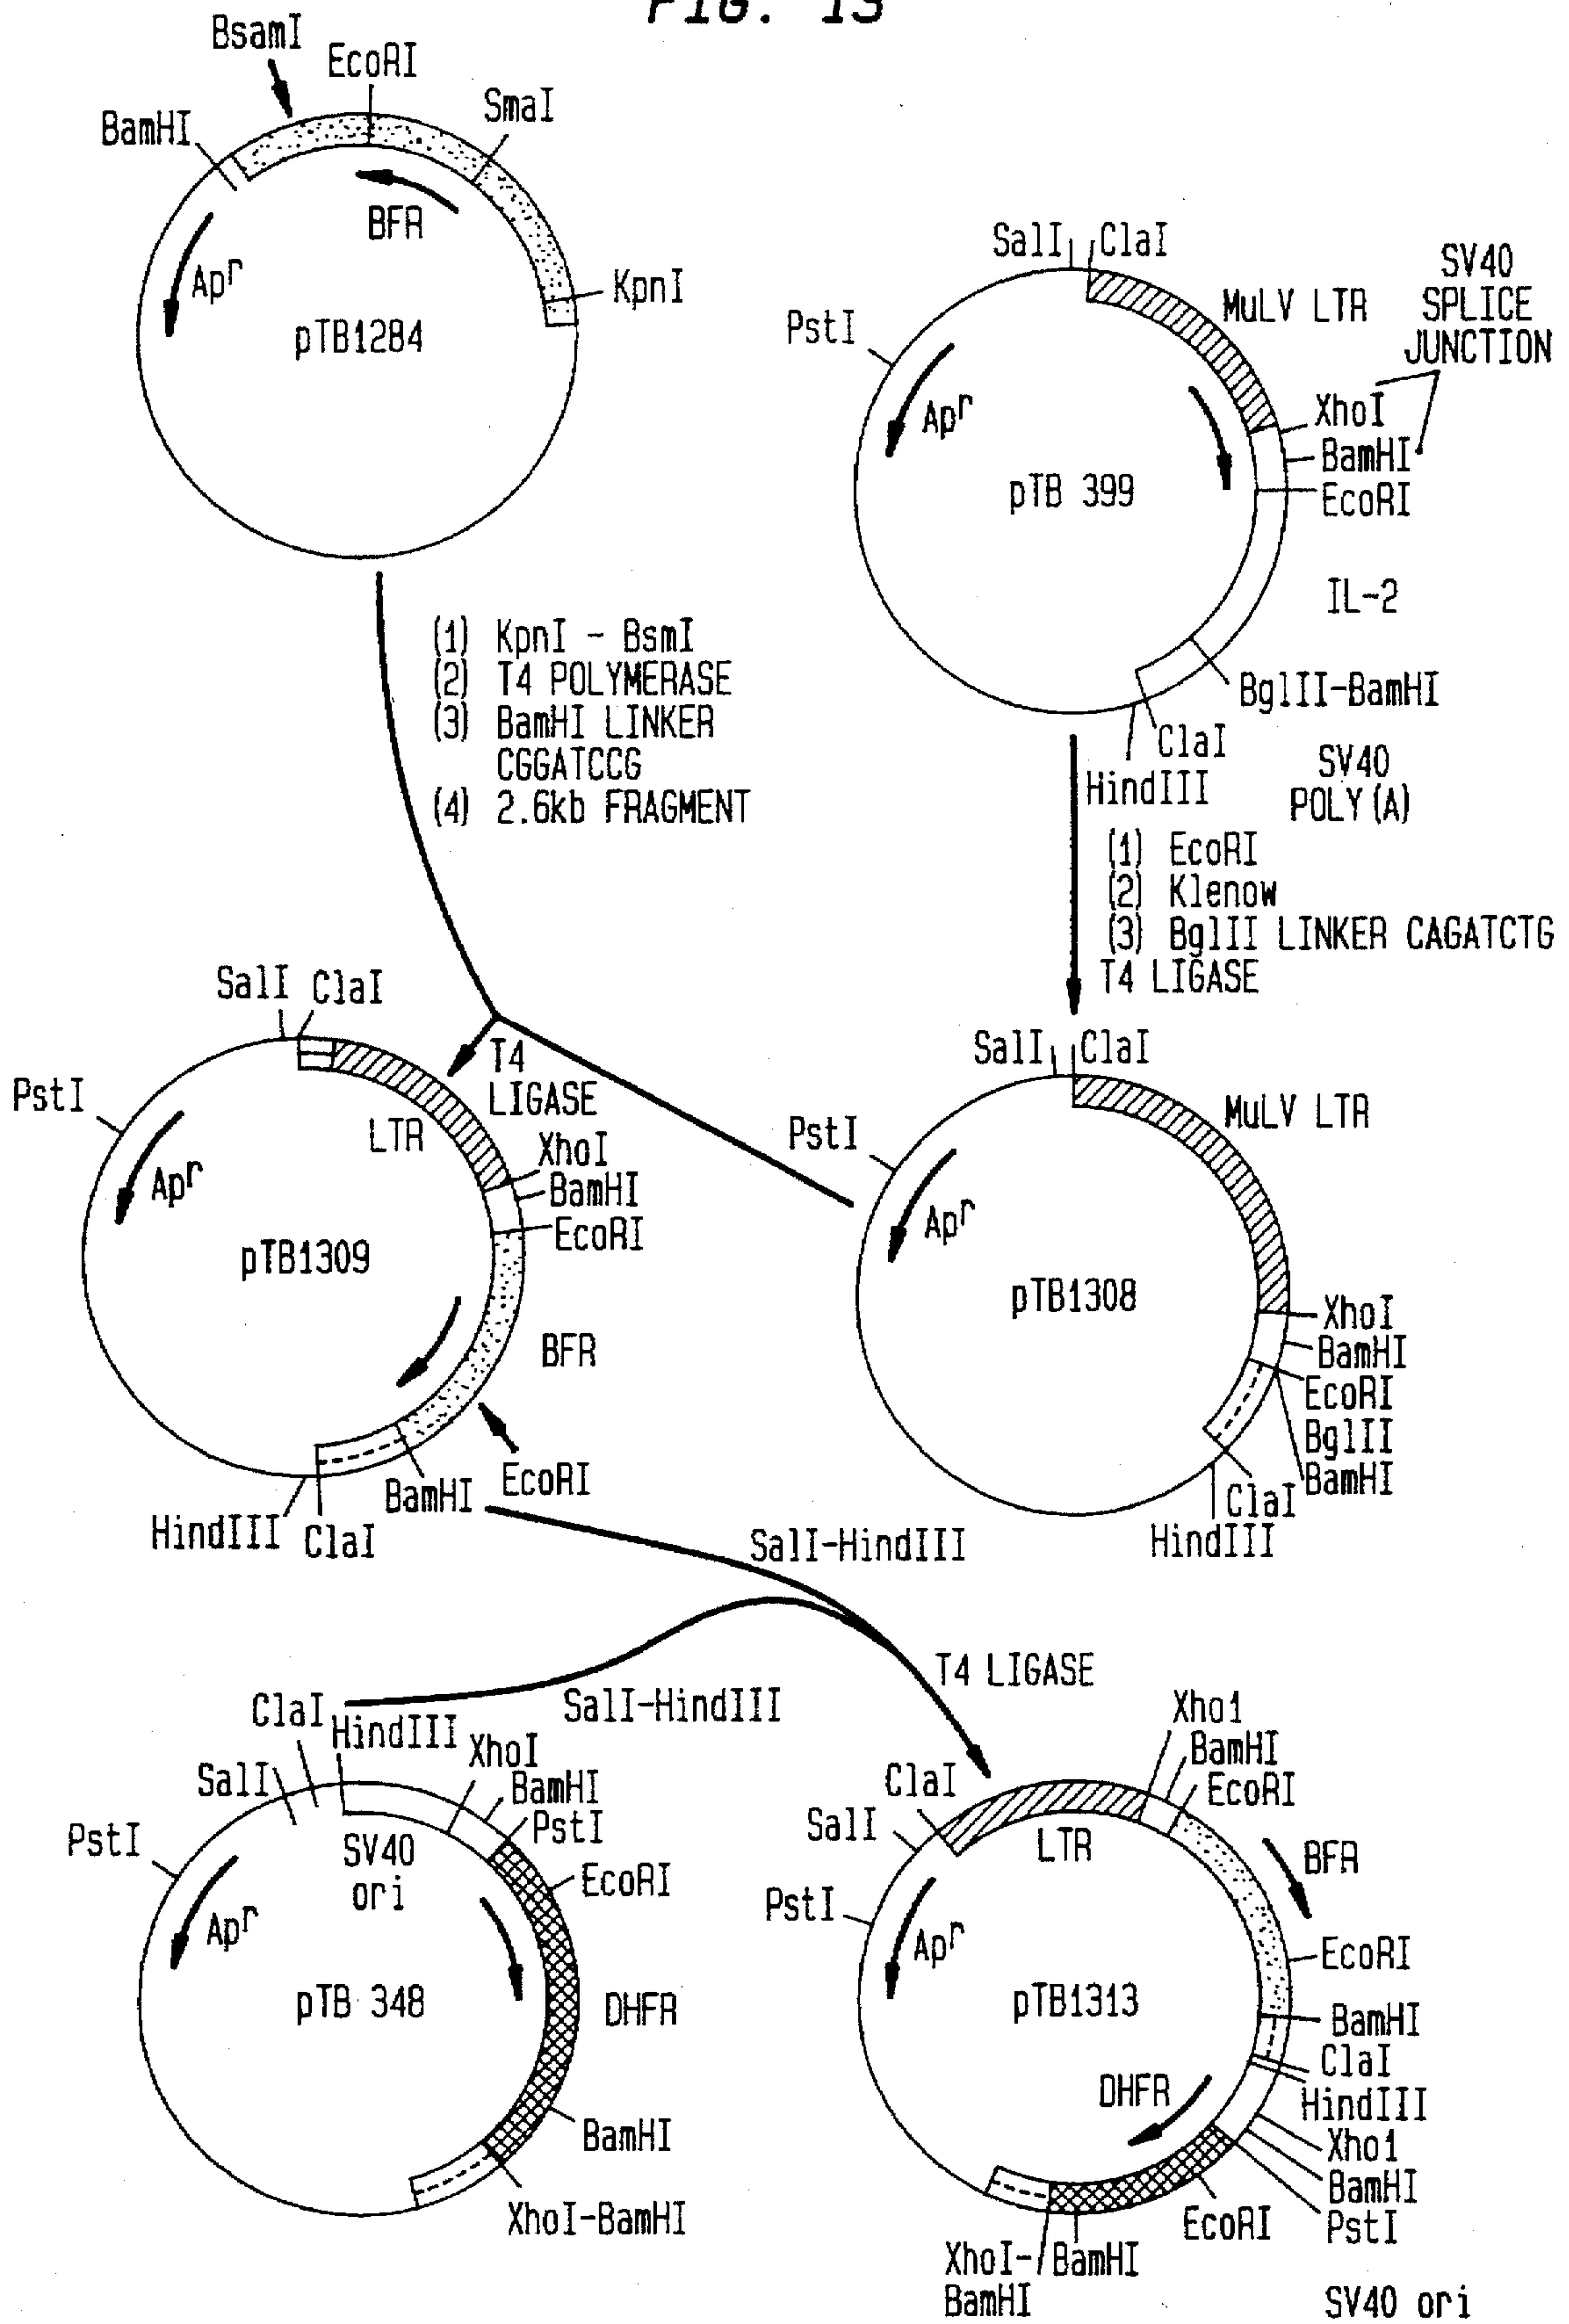 FIG. 13
BsamI
EcoRI
SmaI
BamHI
BFR
Apr
KpnI
pTB1284
SalI
ClaI
MuLV LTR
SV40
SPLICE
JUNCTION
PstI
Apr
XhoI
BamHI
EcoRI
pTB 399
IL-2
BglII-BamHI
ClaI
HindIII
SV40
POLY(A)
(1) KpnI - BsmI
(2) T4 POLYMERASE
(3) BamHI LINKER
CGGATCCG
(4) 2.6kb FRAGMENT
(1) EcoRI
(2) Klenow
(3) BglII LINKER CAGATCTG
T4 LIGASE
SalI
ClaI
T4
LIGASE
PstI
LTR
Apr
XhoI
BamHI
EcoRI
pTB1309
BFR
EcoRI
BamHI
HindIII
ClaI
SalI
ClaI
MuLV LTR
PstI
Apr
pTB1308
XhoI
BamHI
EcoRI
BglII
BamHI
ClaI
HindIII
SalI-HindIII
T4 LIGASE
SalI-HindIII
ClaI
HindIII
XhoI
SalI
BamHI
PstI
PstI
SV40
ori
EcoRI
Apr
pTB 348
DHFR
BamHI
XhoI-BamHI
Xho1
BamHI
EcoRI
ClaI
SalI
LTR
BFR
PstI
Apr
EcoRI
pTB1313
BamHI
ClaI
DHFR
HindIII
Xho1
BamHI
PstI
EcoRI
XhoI-
BamHI
BamHI
SV40 ori